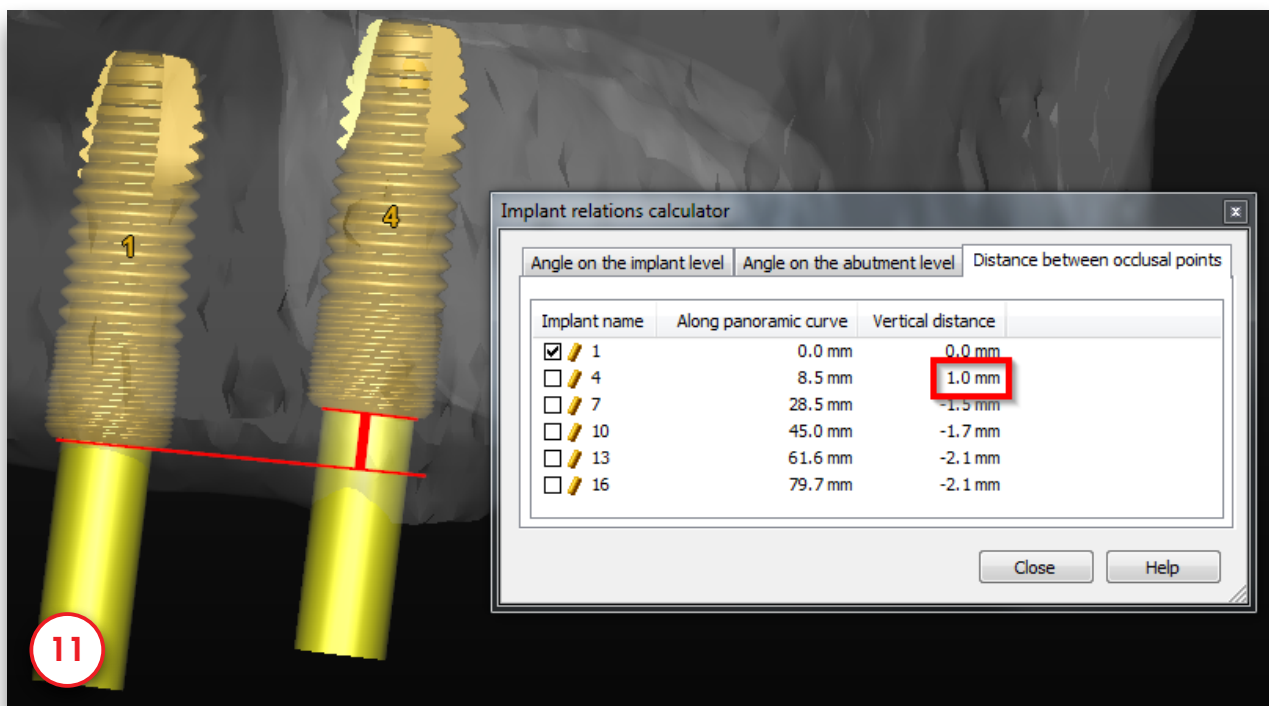 1
4
Implant relations calculator
x
Angle on the implant level Angle on the abutment level Distance between occlusal points
Implant name Along panoramic curve Vertical distance
1 0.0 mm 0.0 mm
4 8.5 mm 1.0 mm
7 28.5 mm -1.5 mm
10 45.0 mm -1.7 mm
13 61.6 mm -2.1 mm
16 79.7 mm -2.1 mm
Close Help
11